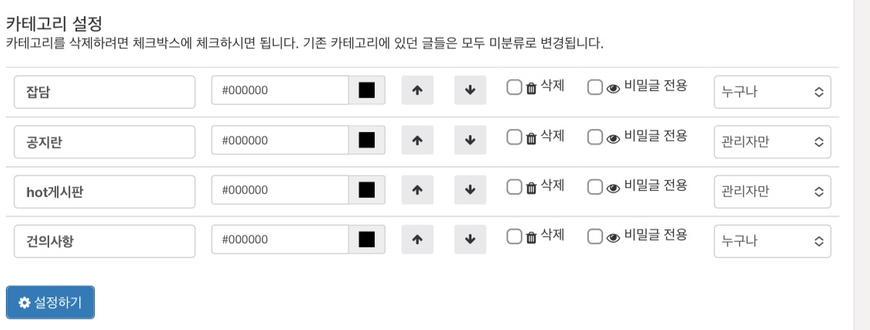 카테고리 설정
카테고리를 삭제하려면 체크박스에 체크하시면 됩니다. 기존 카테고리에 있던 글들은 모두 미분류로 변경됩니다.
잡담 #000000 삭제 비밀글 전용 누구나
공지란 #000000 삭제 비밀글 전용 관리자만
hot게시판 #000000 삭제 비밀글 전용 관리자만
건의사항 #000000 삭제 비밀글 전용 누구나
설정하기